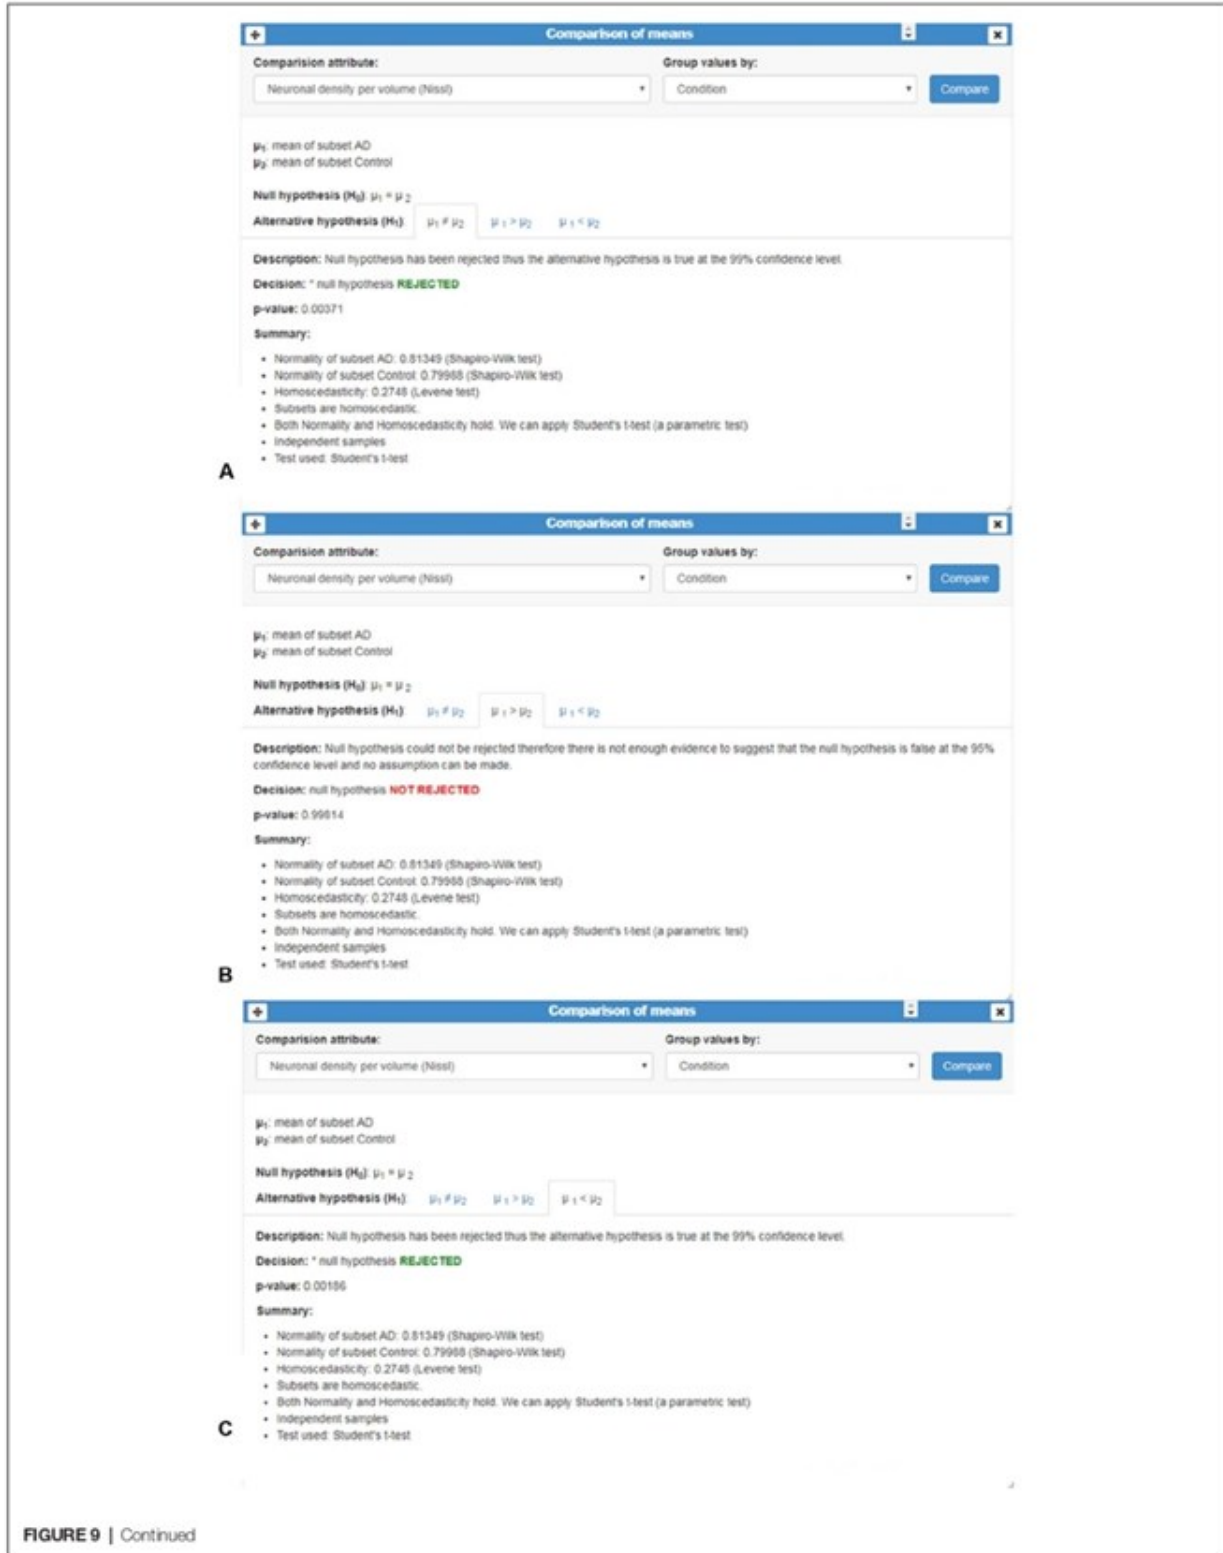 Comparison of means
Comparision attribute: Group values by:
Neuronal density per volume (Nissl) Condition Compare
μ1: mean of subset AD
μ2: mean of subset Control
Null hypothesis (H0): μ1 = μ2
Alternative hypothesis (H1): μ1 ≠ μ2 μ1 > μ2 μ1 < μ2
Description: Null hypothesis has been rejected thus the alternative hypothesis is true at the 99% confidence level.
Decision: * null hypothesis REJECTED
p-value: 0.00371
Summary:
• Normality of subset AD: 0.81349 (Shapiro-Wilk test)
• Normality of subset Control: 0.79988 (Shapiro-Wilk test)
• Homoscedasticity: 0.2748 (Levene test)
• Subsets are homoscedastic.
• Both Normality and Homoscedasticity hold. We can apply Student's t-test (a parametric test)
• Independent samples
• Test used: Student's t-test
A
Comparison of means
Comparision attribute: Group values by:
Neuronal density per volume (Nissl) Condition Compare
μ1: mean of subset AD
μ2: mean of subset Control
Null hypothesis (H0): μ1 = μ2
Alternative hypothesis (H1): μ1 ≠ μ2 μ1 > μ2 μ1 < μ2
Description: Null hypothesis could not be rejected therefore there is not enough evidence to suggest that the null hypothesis is false at the 95%
confidence level and no assumption can be made.
Decision: null hypothesis NOT REJECTED
p-value: 0.99814
Summary:
• Normality of subset AD: 0.81349 (Shapiro-Wilk test)
• Normality of subset Control: 0.79988 (Shapiro-Wilk test)
• Homoscedasticity: 0.2748 (Levene test)
• Subsets are homoscedastic.
• Both Normality and Homoscedasticity hold. We can apply Student's t-test (a parametric test)
• Independent samples
• Test used: Student's t-test
B
Comparison of means
Comparision attribute: Group values by:
Neuronal density per volume (Nissl) Condition Compare
μ1: mean of subset AD
μ2: mean of subset Control
Null hypothesis (H0): μ1 = μ2
Alternative hypothesis (H1): μ1 ≠ μ2 μ1 > μ2 μ1 < μ2
Description: Null hypothesis has been rejected thus the alternative hypothesis is true at the 99% confidence level.
Decision: * null hypothesis REJECTED
p-value: 0.00186
Summary:
• Normality of subset AD: 0.81349 (Shapiro-Wilk test)
• Normality of subset Control: 0.79988 (Shapiro-Wilk test)
• Homoscedasticity: 0.2748 (Levene test)
• Subsets are homoscedastic.
• Both Normality and Homoscedasticity hold. We can apply Student's t-test (a parametric test)
• Independent samples
• Test used: Student's t-test
C
FIGURE 9 | Continued